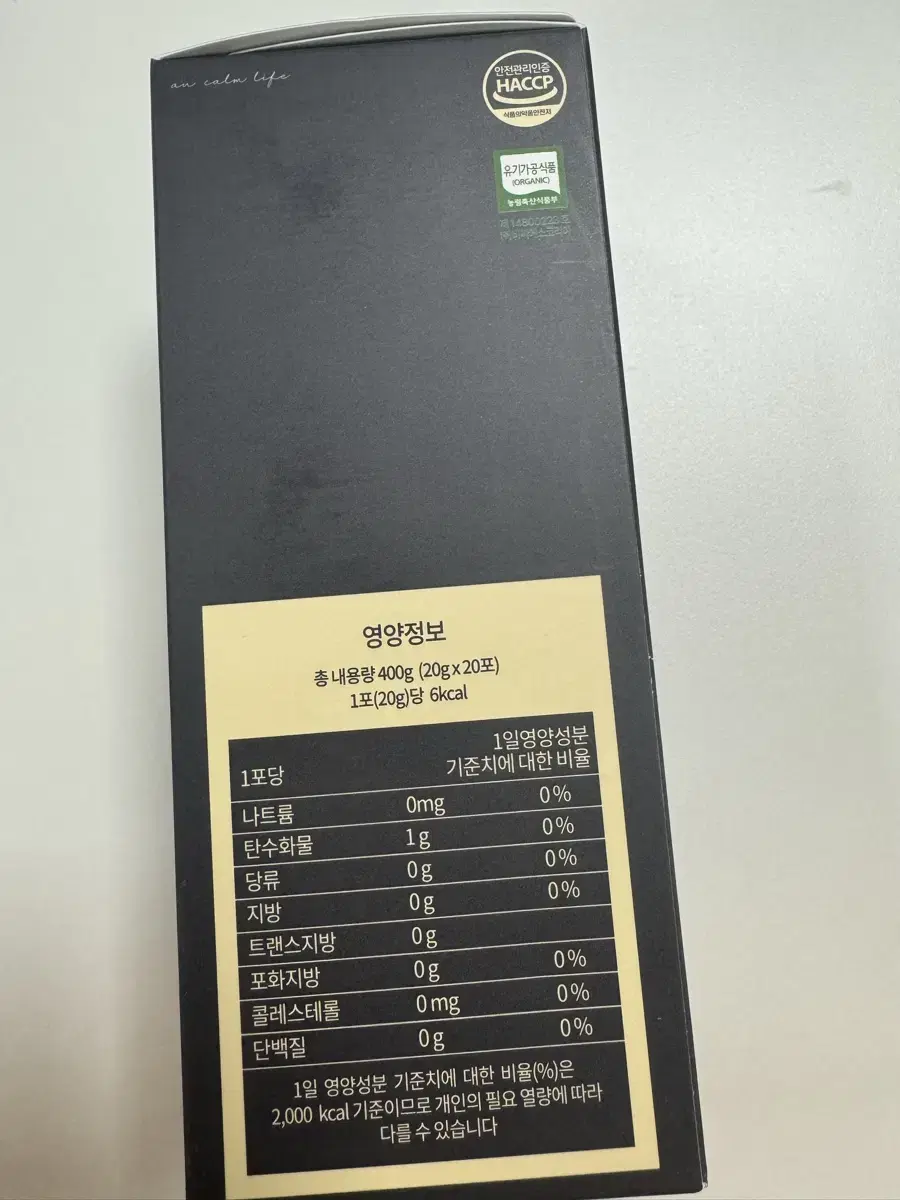 au calm life
안전관리인증
HACCP
식품의약품안전처
유기가공식품
(ORGANIC)
농림축산식품부
영양정보
총 내용량 400g (20g x 20포)
1포(20g)당 6kcal
1포당 1일영양성분 기준치에 대한 비율
나트륨 0mg 0%
탄수화물 1g 0%
당류 0g 0%
지방 0g 0%
트랜스지방 0g
포화지방 0g 0%
콜레스테롤 0mg 0%
단백질 0g 0%
1일 영양성분 기준치에 대한 비율(%)은
2,000 kcal 기준이므로 개인의 필요 열량에 따라
다를 수 있습니다